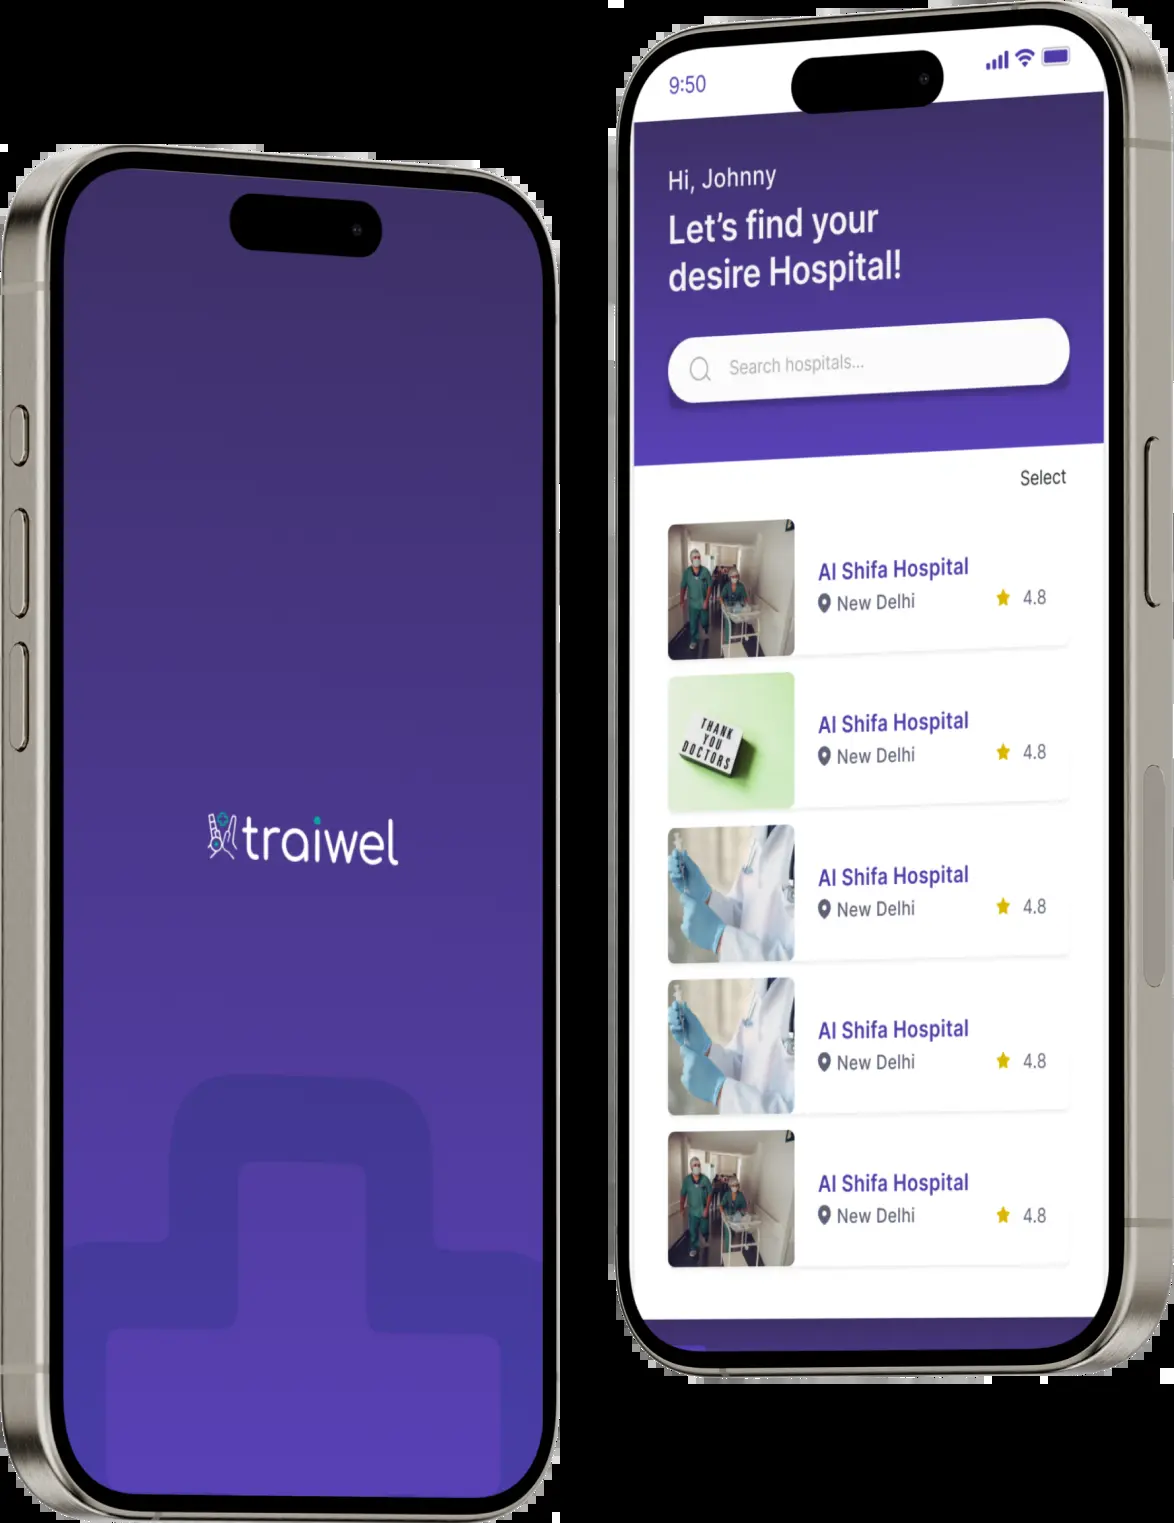 traiwel
9:50
Hi, Johnny
Let's find your
desire Hospital!
Search hospitals...
Select
Al Shifa Hospital
New Delhi
4.8
THANK
YOU
DOCTORS
Al Shifa Hospital
New Delhi
4.8
Al Shifa Hospital
New Delhi
4.8
Al Shifa Hospital
New Delhi
4.8
Al Shifa Hospital
New Delhi
4.8